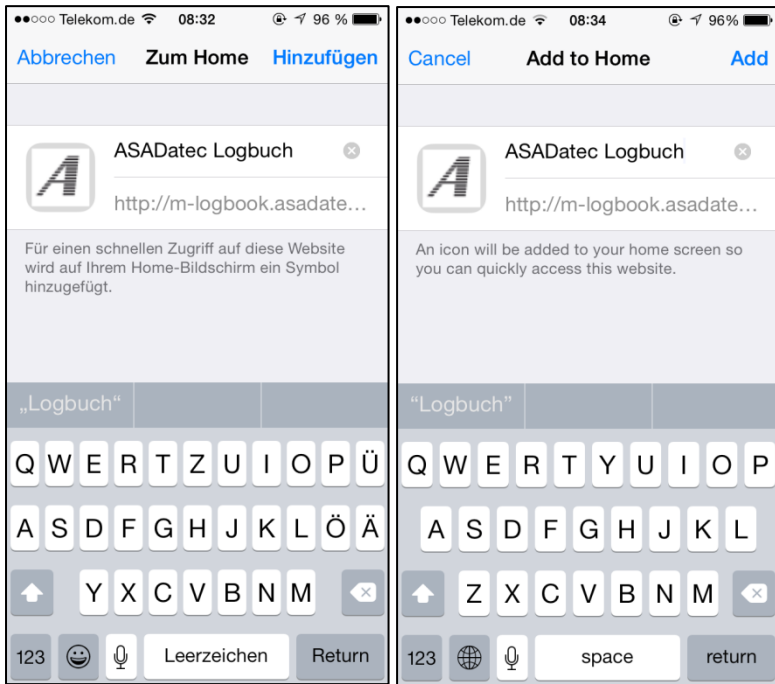 Telekom.de 08:32 96 %
Abbrechen Zum Home Hinzufügen
A
ASADatec Logbuch
http://m-logbook.asadate...
Für einen schnellen Zugriff auf diese Website
wird auf Ihrem Home-Bildschirm ein Symbol
hinzugefügt.
„Logbuch“
Q W E R T Z U I O P Ü
A S D F G H J K L Ö Ä
Y X C V B N M
123 Leerzeichen Return
Telekom.de 08:34 96%
Cancel Add to Home Add
A
ASADatec Logbuch
http://m-logbook.asadate...
An icon will be added to your home screen so
you can quickly access this website.
“Logbuch”
Q W E R T Y U I O P
A S D F G H J K L
Z X C V B N M
123 space return